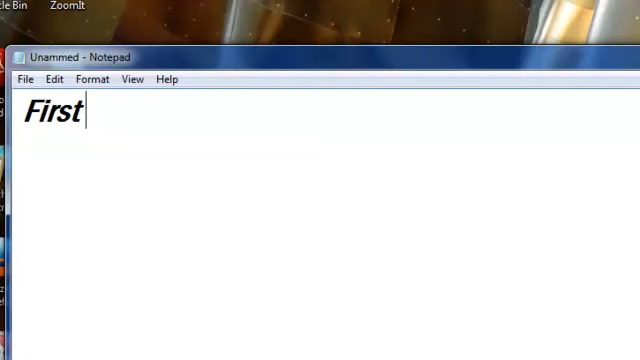 cle Bin ZoomIt
Unammed - Notepad
File Edit Format View Help
First